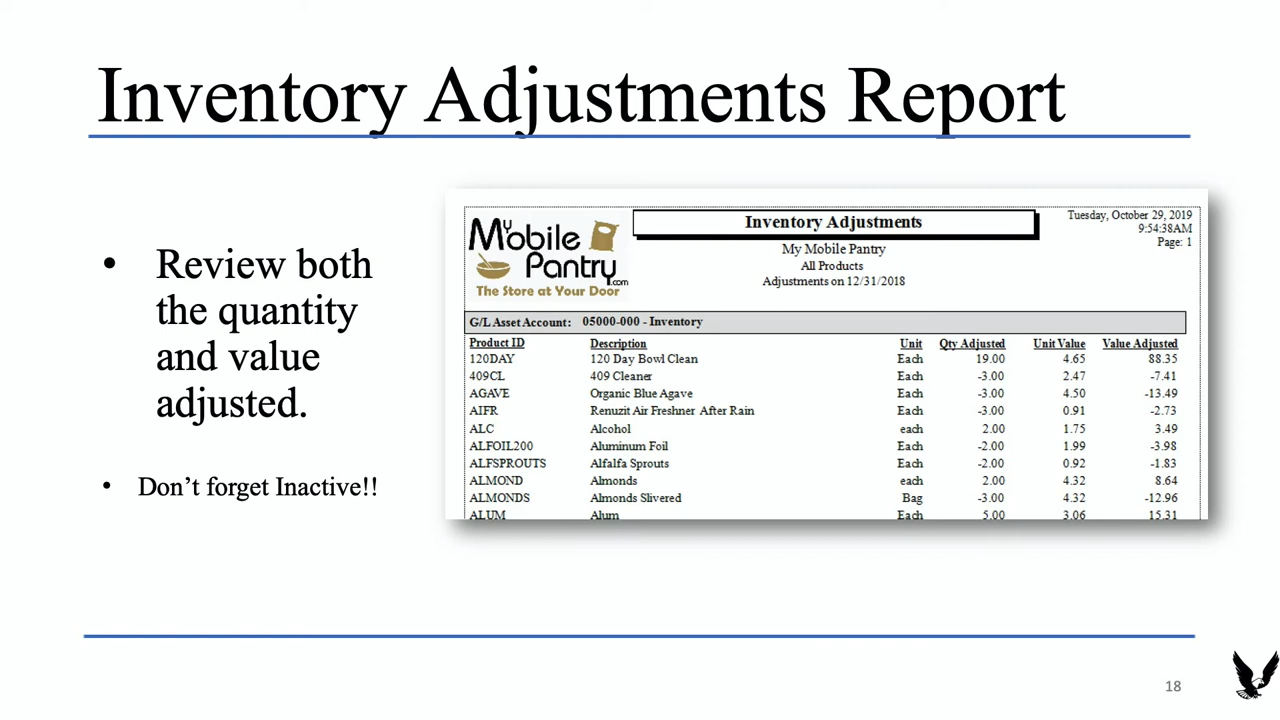 Inventory Adjustments Report
• Review both
the quantity
and value
adjusted.
• Don’t forget Inactive!!
My
Mobile
Pantry
.com
The Store at Your Door
Inventory Adjustments
My Mobile Pantry
All Products
Adjustments on 12/31/2018
Tuesday, October 29, 2019
9:54:38AM
Page: 1
G/L Asset Account: 05000-000 - Inventory
Product ID Description Unit Qty Adjusted Unit Value Value Adjusted
120DAY 120 Day Bowl Clean Each 19.00 4.65 88.35
409CL 409 Cleaner Each -3.00 2.47 -7.41
AGAVE Organic Blue Agave Each -3.00 4.50 -13.49
AIFR Renuzit Air Freshner After Rain Each -3.00 0.91 -2.73
ALC Alcohol each 2.00 1.75 3.49
ALFOIL200 Aluminum Foil Each -2.00 1.99 -3.98
ALFSPROUTS Alfalfa Sprouts Each -2.00 0.92 -1.83
ALMOND Almonds each 2.00 4.32 8.64
ALMONDS Almonds Slivered Bag -3.00 4.32 -12.96
ALUM Alum Each 5.00 3.06 15.31
18